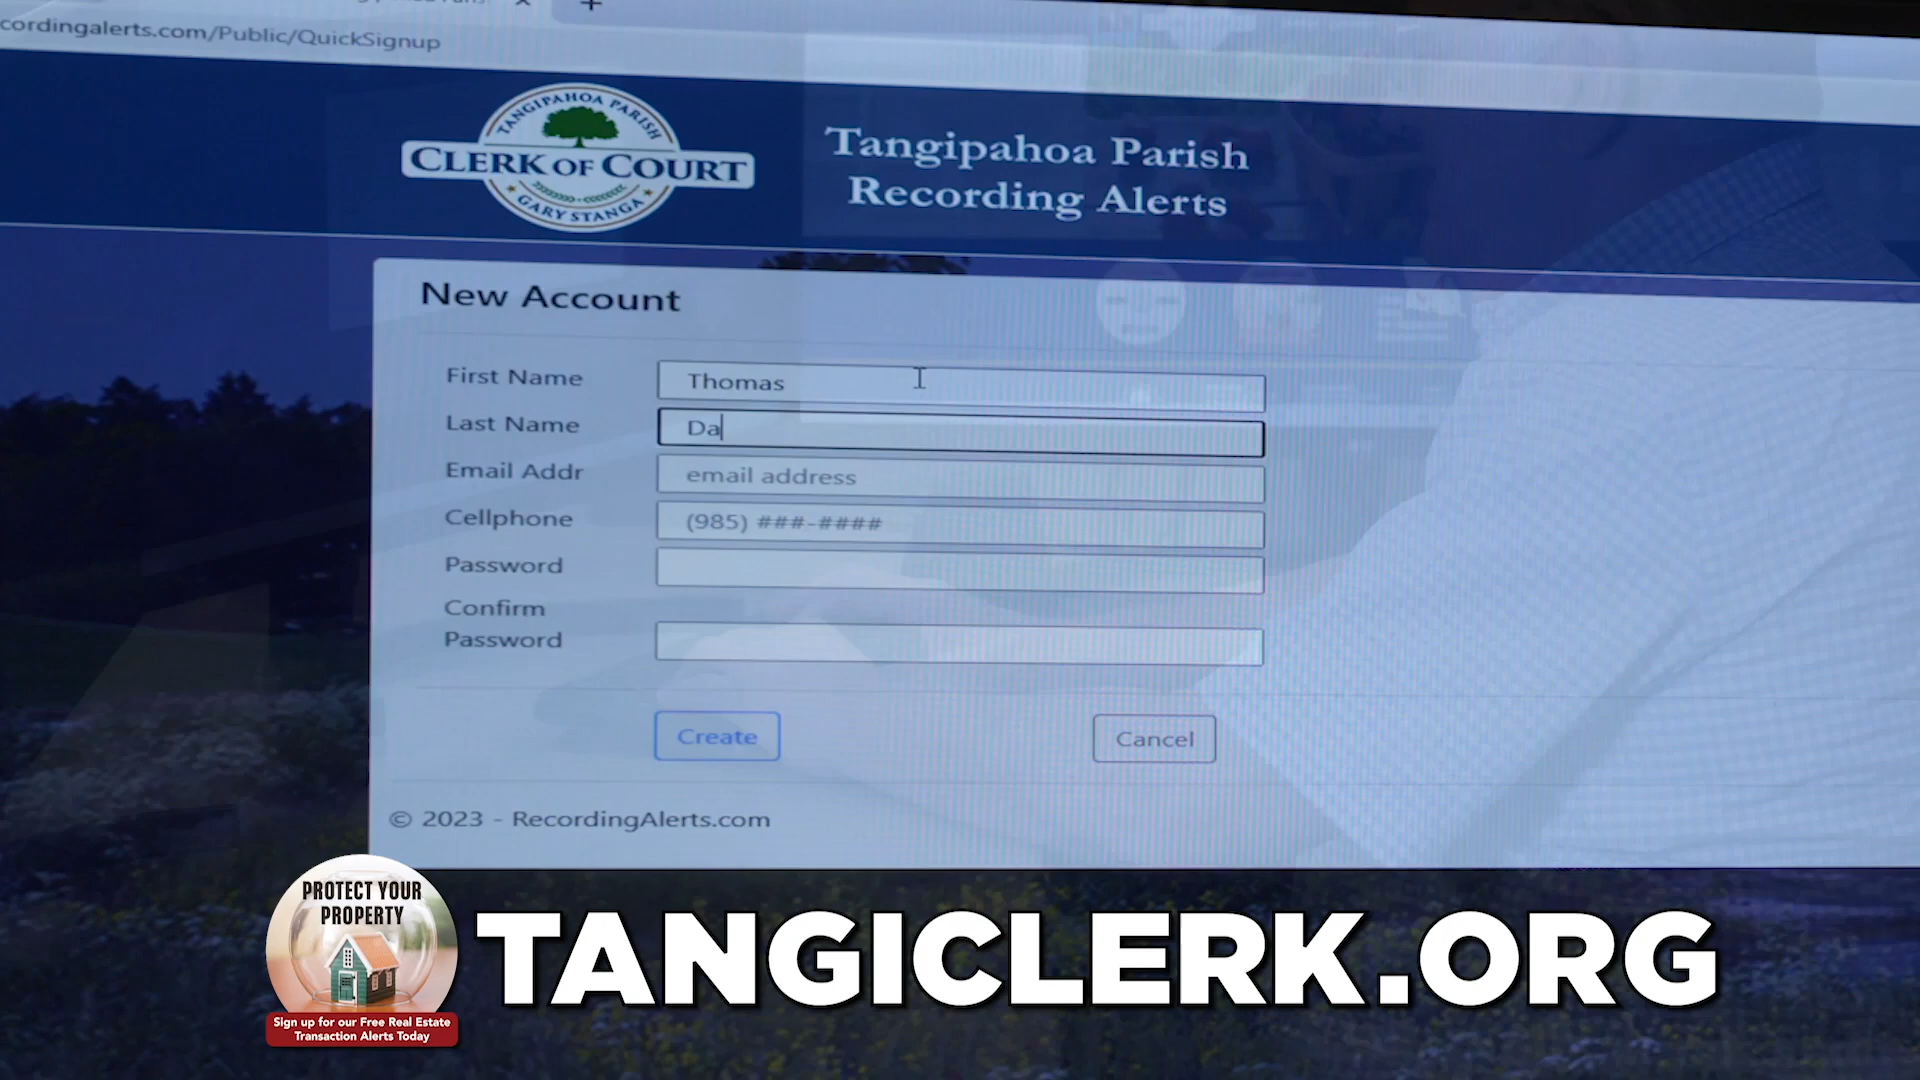 cordingalerts.com/Public/QuickSignup
TANGIPAHOA PARISH
CLERK OF COURT
GARY STANGA
Tangipahoa Parish
Recording Alerts
New Account
First Name
Thomas
Last Name
Da
Email Addr
email address
Cellphone
(985) ###-####
Password
Confirm
Password
Create
Cancel
© 2023 - RecordingAlerts.com
PROTECT YOUR
PROPERTY
Sign up for our Free Real Estate
Transaction Alerts Today
TANGICLERK.ORG